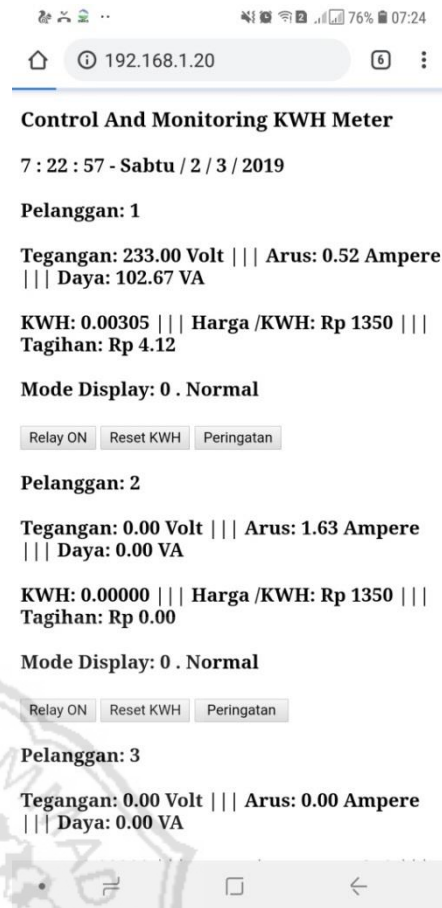 76% 07:24
192.168.1.20
6
Control And Monitoring KWH Meter
7 : 22 : 57 - Sabtu / 2 / 3 / 2019
Pelanggan: 1
Tegangan: 233.00 Volt ||| Arus: 0.52 Ampere
||| Daya: 102.67 VA
KWH: 0.00305 ||| Harga /KWH: Rp 1350 |||
Tagihan: Rp 4.12
Mode Display: 0 . Normal
Relay ON Reset KWH Peringatan
Pelanggan: 2
Tegangan: 0.00 Volt ||| Arus: 1.63 Ampere
||| Daya: 0.00 VA
KWH: 0.00000 ||| Harga /KWH: Rp 1350 |||
Tagihan: Rp 0.00
Mode Display: 0 . Normal
Relay ON Reset KWH Peringatan
Pelanggan: 3
Tegangan: 0.00 Volt ||| Arus: 0.00 Ampere
||| Daya: 0.00 VA